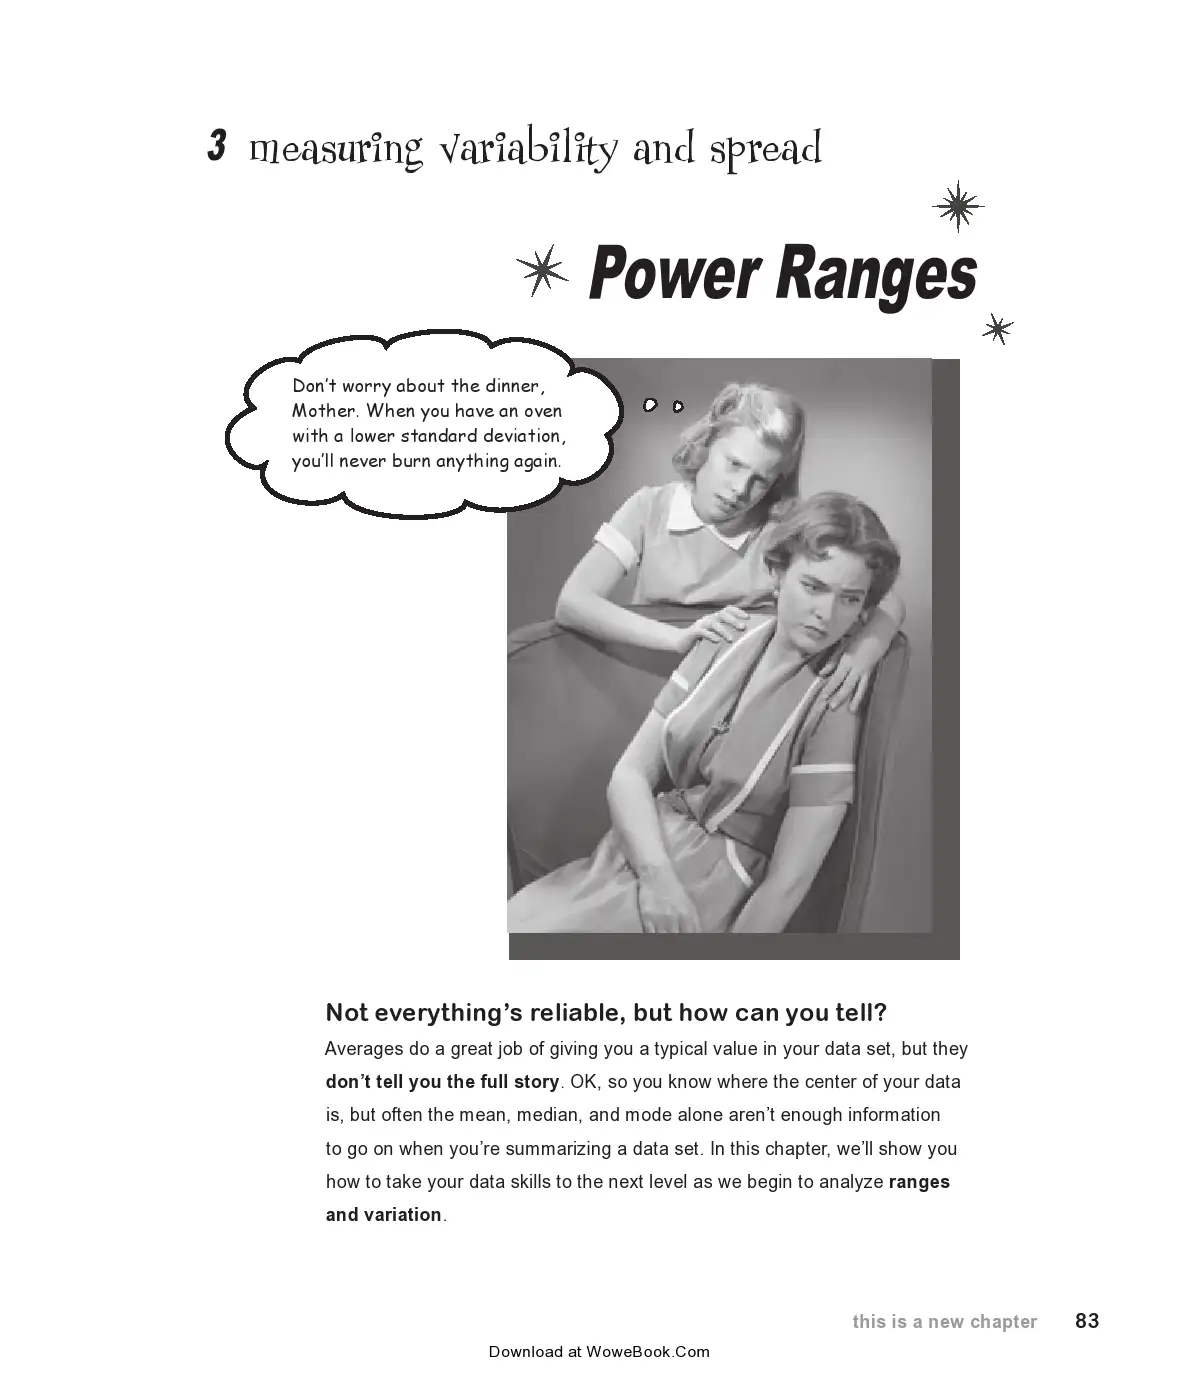 3 measuring variability and spread
Power Ranges
Don’t worry about the dinner,
Mother. When you have an oven
with a lower standard deviation,
you’ll never burn anything again.
Not everything’s reliable, but how can you tell?
Averages do a great job of giving you a typical value in your data set, but they
don’t tell you the full story. OK, so you know where the center of your data
is, but often the mean, median, and mode alone aren’t enough information
to go on when you’re summarizing a data set. In this chapter, we’ll show you
how to take your data skills to the next level as we begin to analyze ranges
and variation.
this is a new chapter 83
Download at WoweBook.Com